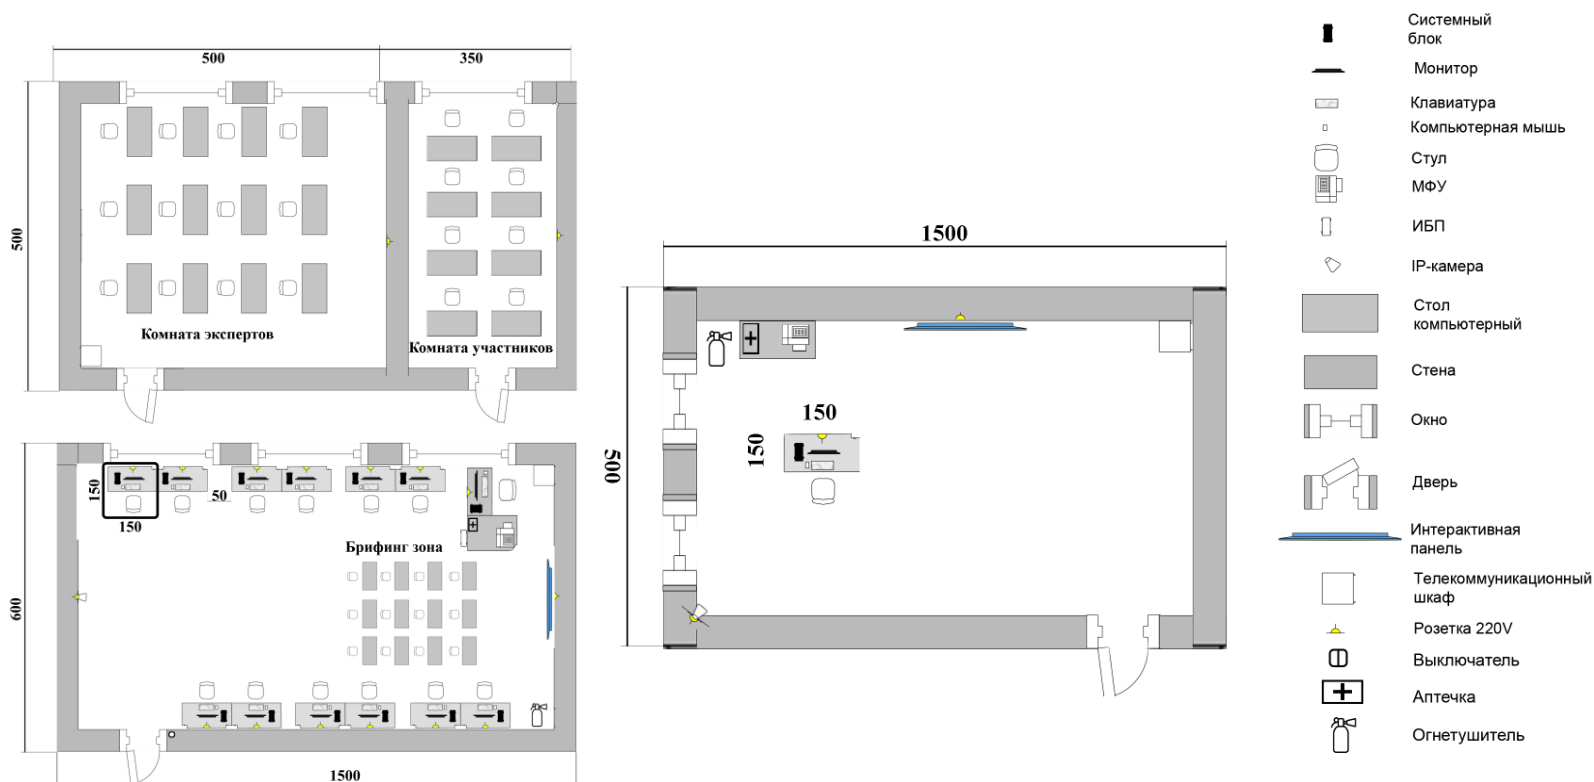 500
350
500
Комната экспертов
Комната участников
150
150
50
Брифинг зона
600
1500
1500
500
150
150
Системный
блок
Монитор
Клавиатура
Компьютерная мышь
Стул
МФУ
ИБП
IP-камера
Стол
компьютерный
Стена
Окно
Дверь
Интерактивная
панель
Телекоммуникационный
шкаф
Розетка 220V
Выключатель
Аптечка
Огнетушитель